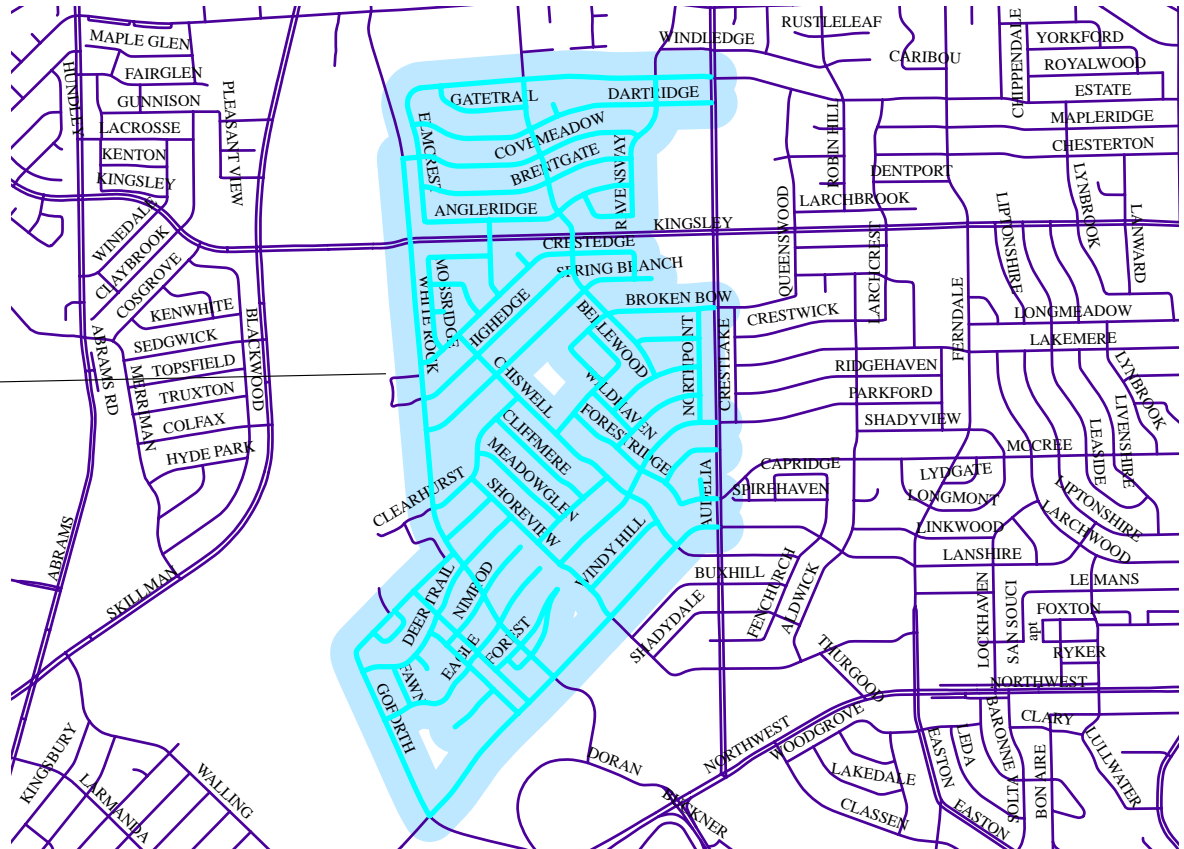 RUSTLELEAF
MAPLE GLEN
WINDLEDGE
CARIBOU
CHIPPENDALE
YORKFORD
ROYALWOOD
HUNDLEY
FAIRGLEN
GUNNISON
PLEASANT VIEW
GATETRAIL
DARTRIDGE
ESTATE
LACROSSE
ELMCREST
COVEMEADOW
ROBIN HILL
MAPLERIDGE
KENTON
BRENTGATE
RAVENSWAY
CHESTERTON
KINGSLEY
DENTPORT
LYNBROOK
ANGLERIDGE
LARCHBROOK
WINEDALE
KINGSLEY
QUEENSWOOD
LIPTONSHIRE
LANWARD
CLAYBROOK
CRESTEDGE
LARCHCREST
COSGROVE
MOSSRIDGE
SPRING BRANCH
KENWHITE
WHITE ROCK
HIGHEDGE
BROKEN BOW
CRESTWICK
FERNDALE
LONGMEADOW
SEDGWICK
BLACKWOOD
BELLEWOOD
NORTHPOINT
CRESTLAKE
LAKEMERE
ABRAMS RD
MERRIMAN
TOPSFIELD
RIDGEHAVEN
LYNBROOK
TRUXTON
CHISWELL
WILDHAVEN
PARKFORD
COLFAX
CLIFFMERE
FORESTRIDGE
SHADYVIEW
LIVENSHIRE
HYDE PARK
MEADOWGLEN
MCCREE
LEASIDE
CLEARHURST
SHOREVIEW
AUDELIA
CAPRIDGE
LYDGATE
SPIREHAVEN
LONGMONT
LIPTONSHIRE
ABRAMS
WINDY HILL
LINKWOOD
LARCHWOOD
LANSHIRE
SKILLMAN
DEER TRAIL
NIMROD
BUXHILL
FENCHURCH
ALDWICK
LOCKHAVEN
SAN SOUCI
LE MANS
SHADYDALE
FOXTON
apt
EAGLE
FOREST
THURGOOD
RYKER
FAWN
GOFORTH
NORTHWEST
KINGSBURY
NORTHWEST
WOODGROVE
BARONNE
CLARY
EASTON
LEDA
LULLWATER
WALLING
DORAN
LAKEDALE
SOLTA
BON AIRE
LARMANDA
BUCKNER
CLASSEN
EASTON